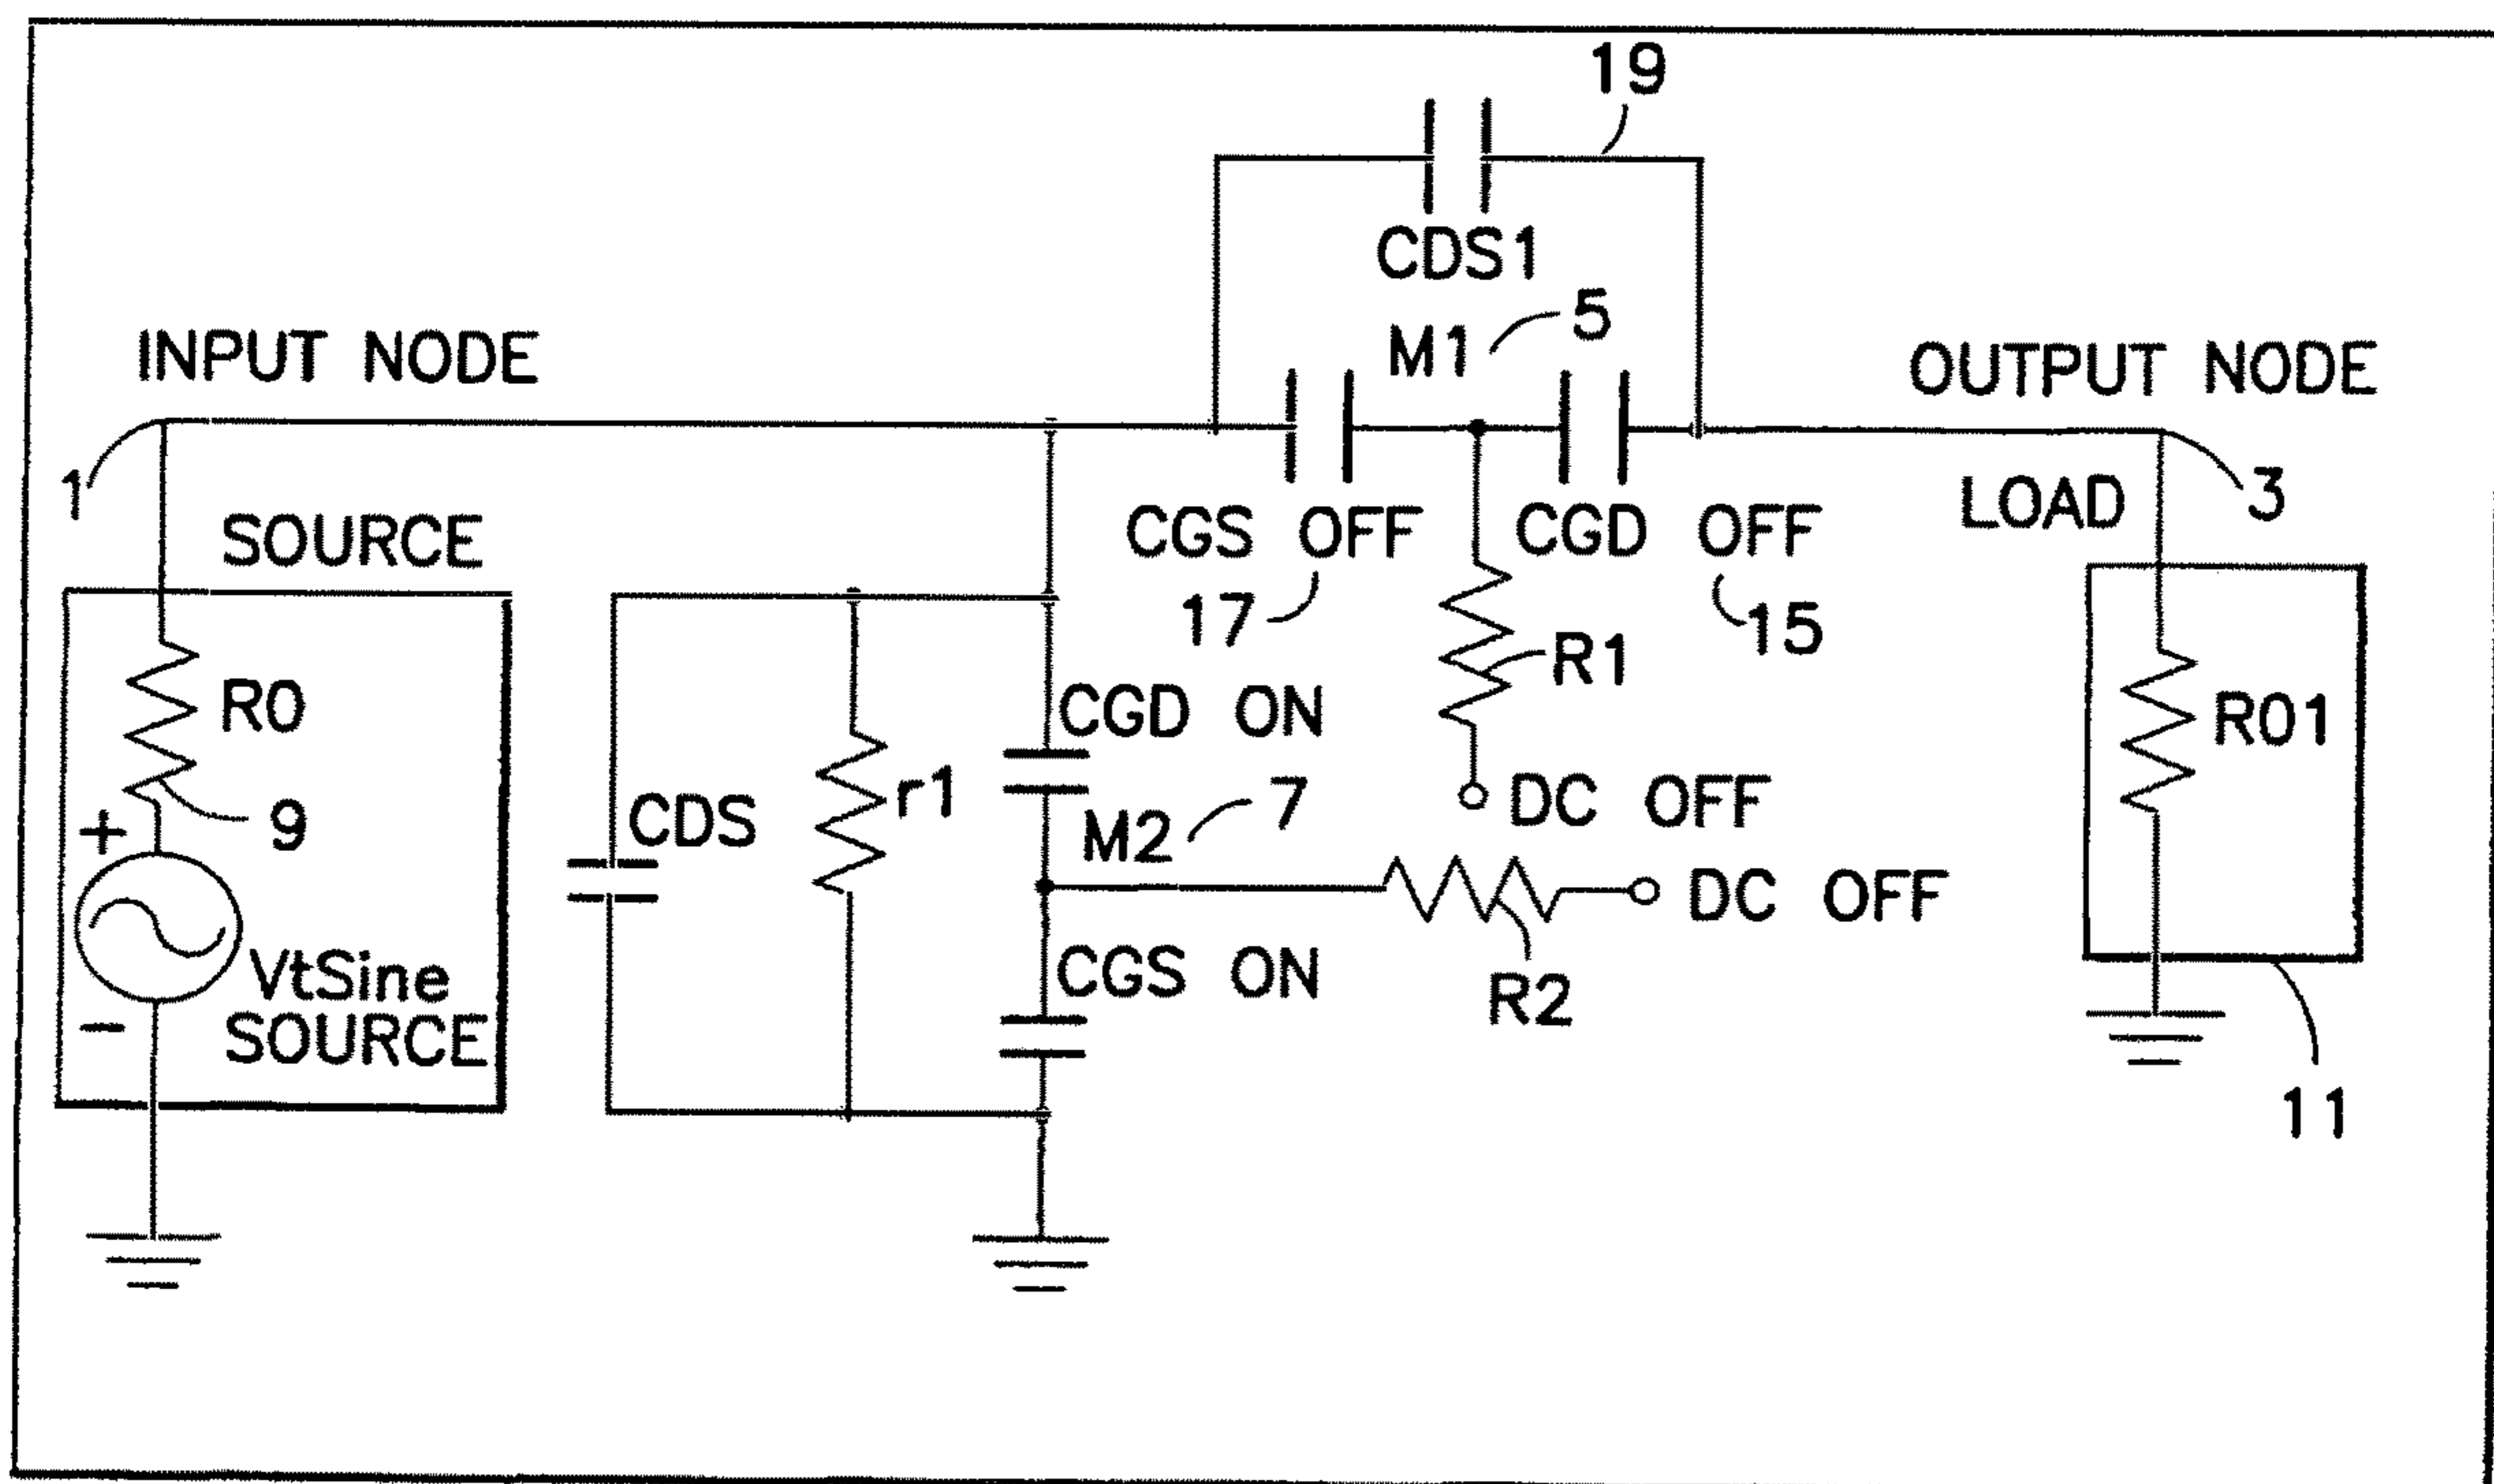 19
CDS1
M1
5
INPUT NODE
OUTPUT NODE
1
3
SOURCE
CGS OFF
CGD OFF
LOAD
17
15
R1
R0
CGD ON
R01
9
+
CDS
r1
M2
7
DC OFF
DC OFF
VtSine
SOURCE
-
CGS ON
R2
11